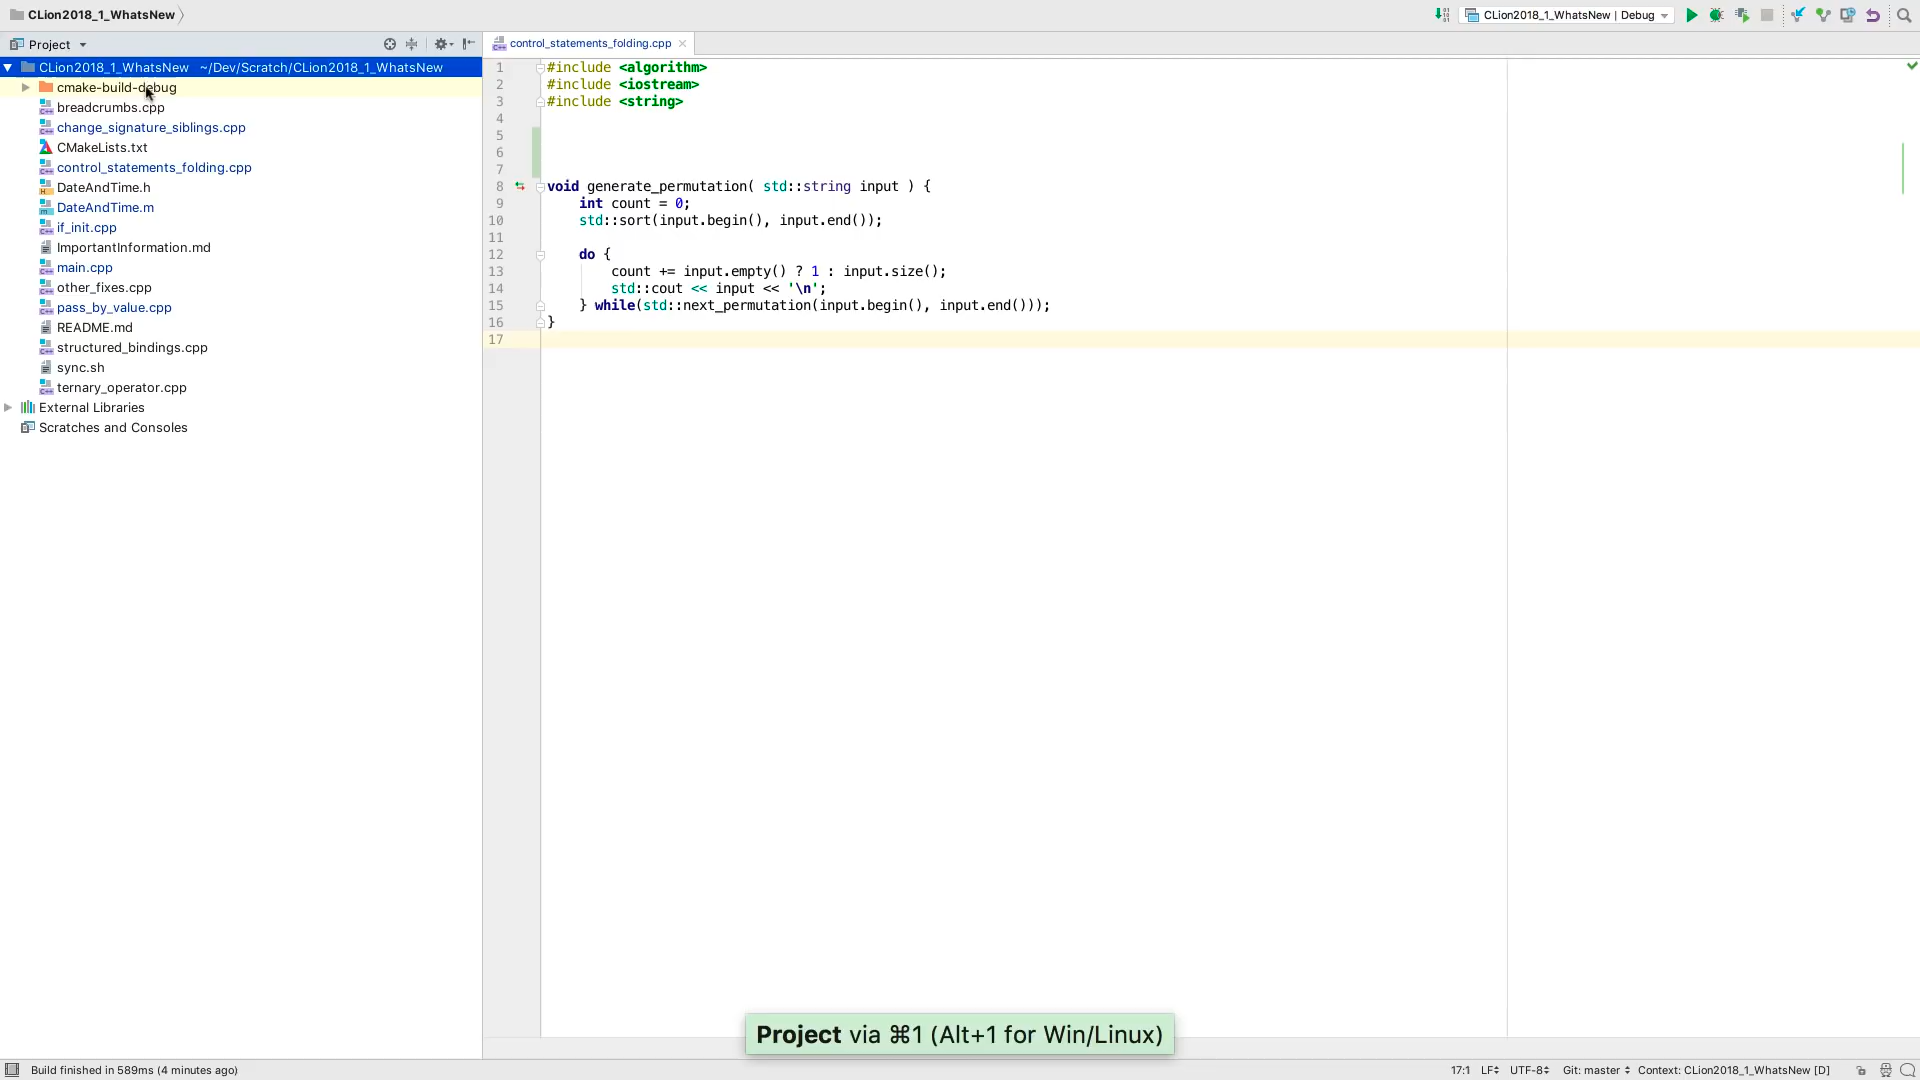 CLion2018_1_WhatsNew
CLion2018_1_WhatsNew | Debug
Project
control_statements_folding.cpp
CLion2018_1_WhatsNew ~/Dev/Scratch/CLion2018_1_WhatsNew
cmake-build-debug
breadcrumbs.cpp
change_signature_siblings.cpp
CMakeLists.txt
control_statements_folding.cpp
DateAndTime.h
DateAndTime.m
if_init.cpp
ImportantInformation.md
main.cpp
other_fixes.cpp
pass_by_value.cpp
README.md
structured_bindings.cpp
sync.sh
ternary_operator.cpp
External Libraries
Scratches and Consoles
1 #include <algorithm>
2 #include <iostream>
3 #include <string>
4
5
6
7
8 void generate_permutation( std::string input ) {
9 int count = 0;
10 std::sort(input.begin(), input.end());
11
12 do {
13 count += input.empty() ? 1 : input.size();
14 std::cout << input << '\n';
15 } while(std::next_permutation(input.begin(), input.end()));
16 }
17
Project via ⌘1 (Alt+1 for Win/Linux)
Build finished in 589ms (4 minutes ago)
17:1 LF UTF-8 Git: master Context: CLion2018_1_WhatsNew [D]